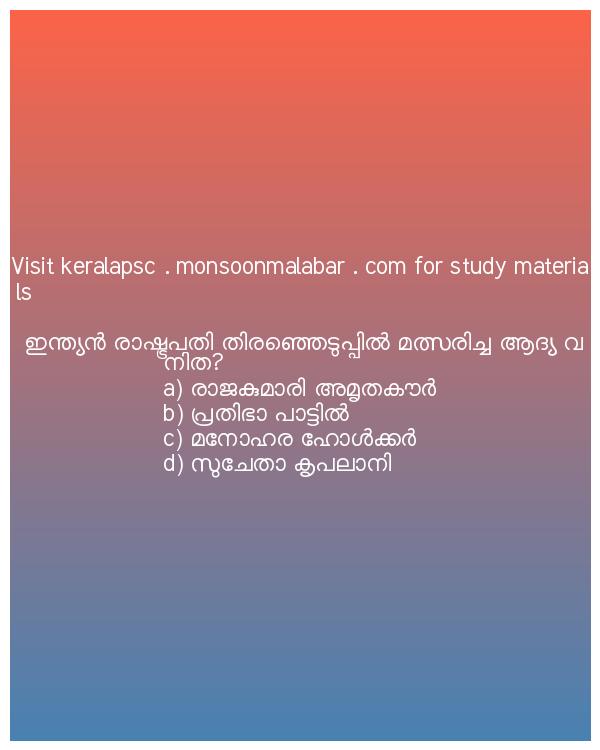 Visit keralapsc . monsoonmalabar . com for study materia
ls
ഇന്ത്യൻ രാഷ്ട്രപതി തിരഞ്ഞെടുപ്പിൽ മത്സരിച്ച ആദ്യ വ
നിത?
a) രാജകുമാരി അമൃതകൗർ
b) പ്രതിഭാ പാട്ടിൽ
c) മനോഹര ഹോൾക്കർ
d) സുചേതാ കൃപലാനി